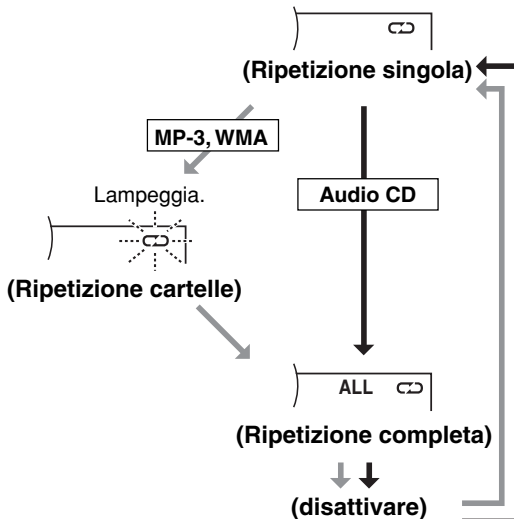 (Ripetizione singola)
MP-3, WMA
Lampeggia.
Audio CD
(Ripetizione cartelle)
ALL
(Ripetizione completa)
(disattivare)